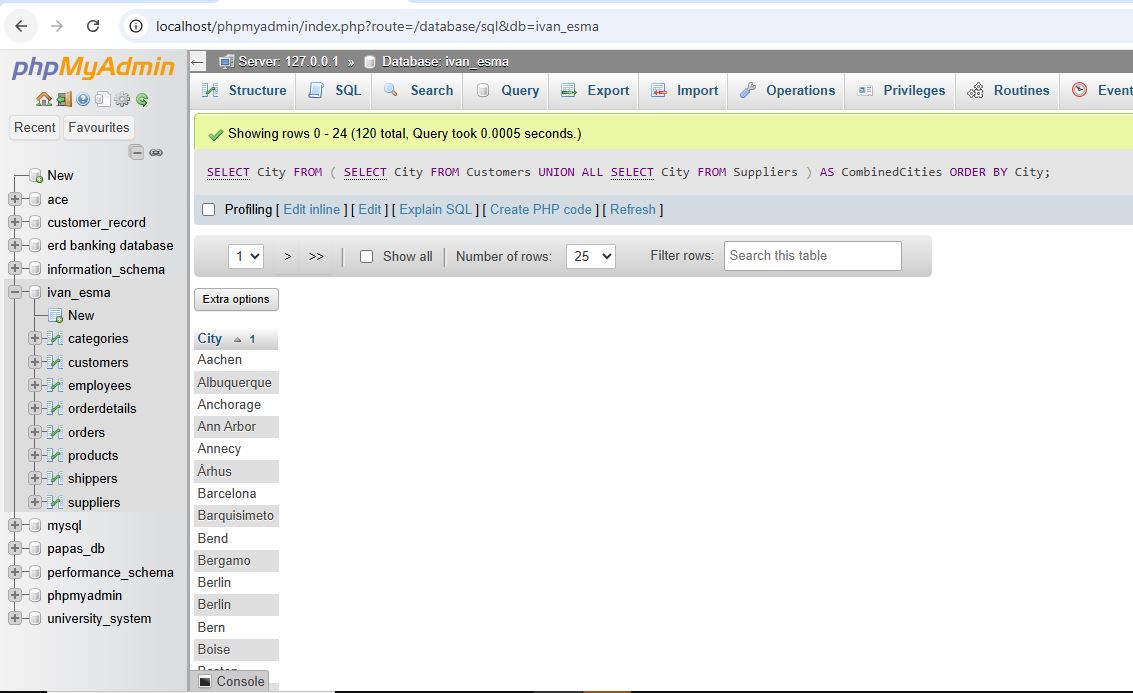 localhost/phpmyadmin/index.php?route=/database/sql&db=ivan_esma
phpMyAdmin
Recent Favourites
New
ace
customer_record
erd banking database
information_schema
ivan_esma
New
categories
customers
employees
orderdetails
orders
products
shippers
suppliers
mysql
papas_db
performance_schema
phpmyadmin
university_system
Server: 127.0.0.1 » Database: ivan_esma
Structure SQL Search Query Export Import Operations Privileges Routines Event
Showing rows 0 - 24 (120 total, Query took 0.0005 seconds.)
SELECT City FROM ( SELECT City FROM Customers UNION ALL SELECT City FROM Suppliers ) AS CombinedCities ORDER BY City;
Profiling [ Edit inline ] [ Edit ] [ Explain SQL ] [ Create PHP code ] [ Refresh ]
1 > >> Show all Number of rows: 25 Filter rows: Search this table
Extra options
City 1
Aachen
Albuquerque
Anchorage
Ann Arbor
Annecy
Århus
Barcelona
Barquisimeto
Bend
Bergamo
Berlin
Berlin
Bern
Boise
Console